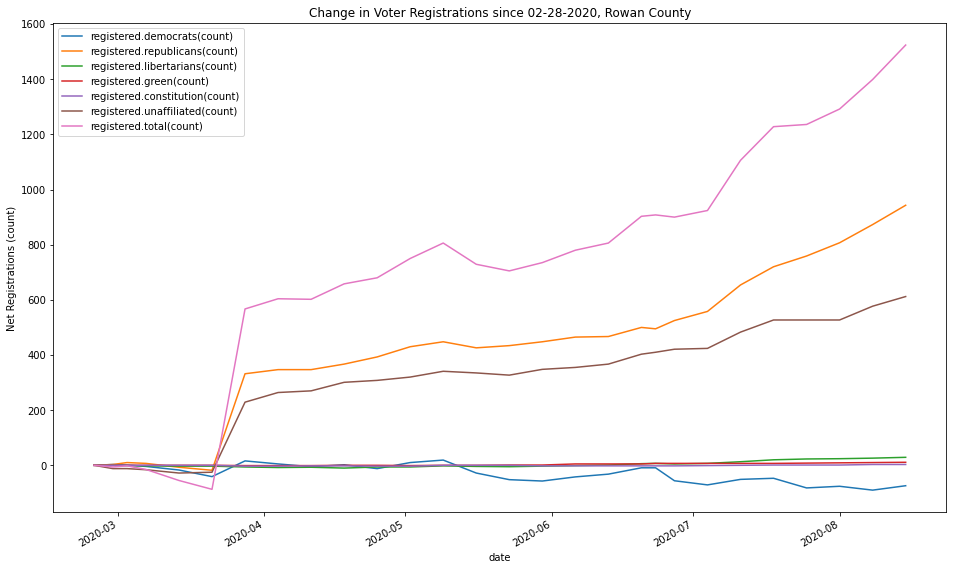 Change in Voter Registrations since 02-28-2020, Rowan County
registered.democrats(count)
registered.republicans(count)
registered.libertarians(count)
registered.green(count)
registered.constitution(count)
registered.unaffiliated(count)
registered.total(count)
Net Registrations (count)
1600
1400
1200
1000
800
600
400
200
0
2020-03
2020-04
2020-05
2020-06
2020-07
2020-08
date